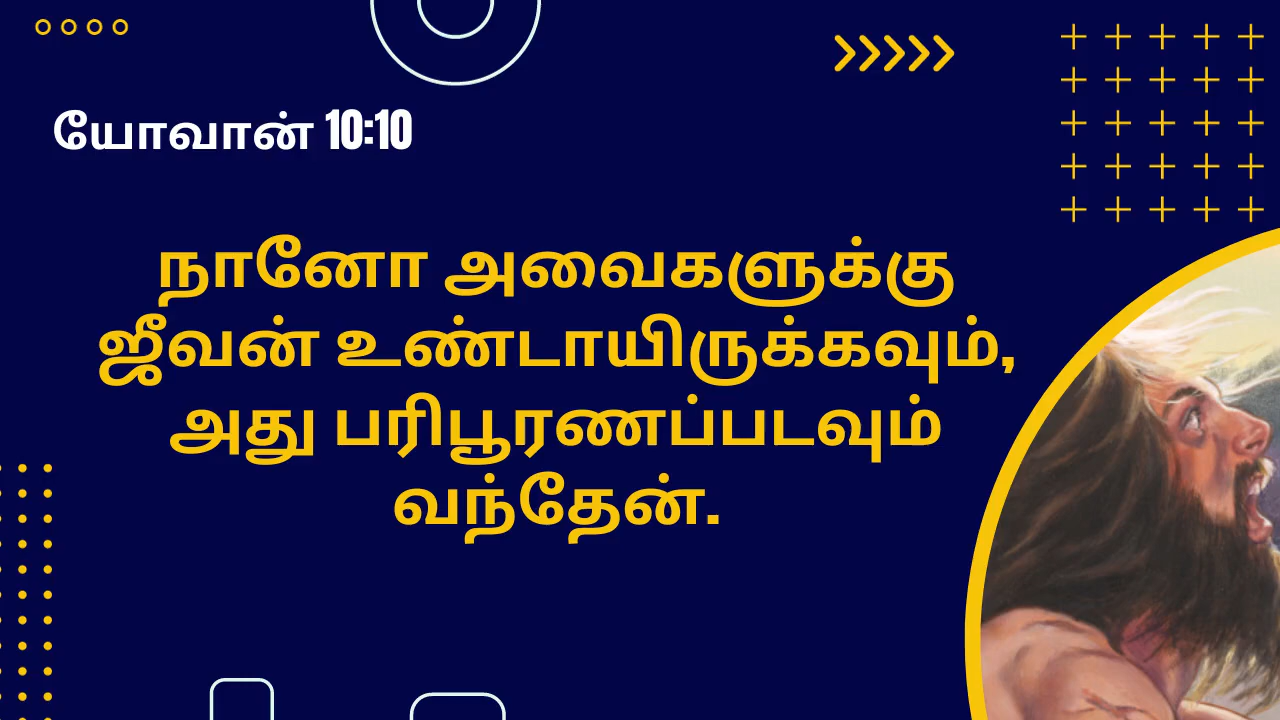 யோவான் 10:10
நானோ அவைகளுக்கு
ஜீவன் உண்டாயிருக்கவும்,
அது பரிபூரணப்படவும்
வந்தேன்.